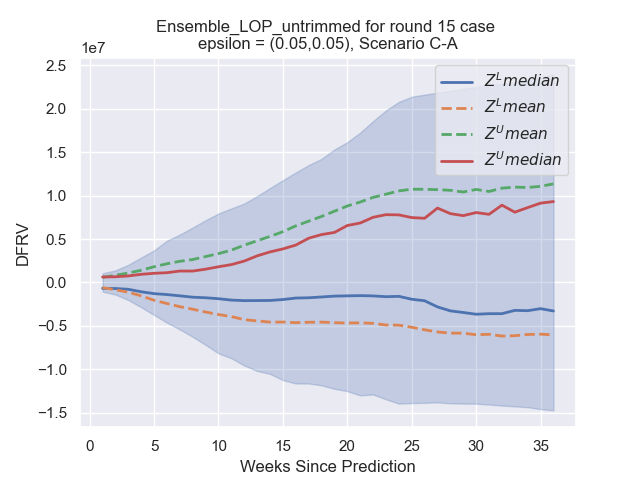 Ensemble_LOP_untrimmed for round 15 case
epsilon = (0.05,0.05), Scenario C-A
1e7
2.5
2.0
1.5
1.0
0.5
0.0
−0.5
−1.0
−1.5
DFRV
Z^L median
Z^L mean
Z^U mean
Z^U median
0 5 10 15 20 25 30 35
Weeks Since Prediction